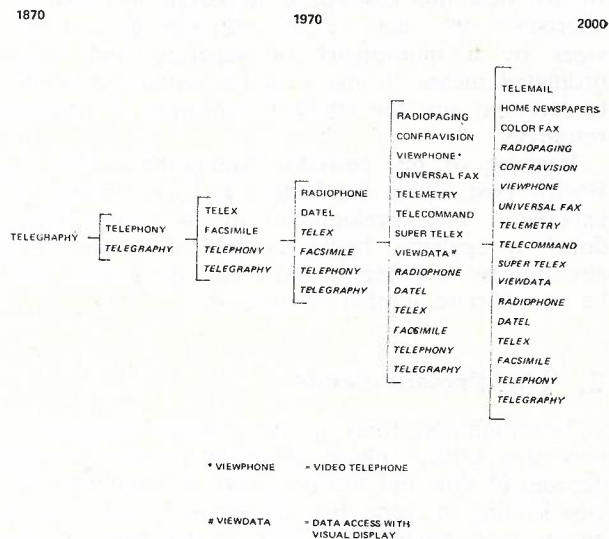 1870
1970
2000
TELEGRAPHY
TELEPHONY
TELEGRAPHY
TELEX
FACSIMILE
TELEPHONY
TELEGRAPHY
RADIOPHONE
DATEL
TELEX
FACSIMILE
TELEPHONY
TELEGRAPHY
RADIOPAGING
CONFRAVISION
VIEWPHONE*
UNIVERSAL FAX
TELEMETRY
TELECOMMAND
SUPER TELEX
VIEWDATA#
RADIOPHONE
DATEL
TELEX
FACSIMILE
TELEPHONY
TELEGRAPHY
TELEMAIL
HOME NEWSPAPERS
COLOR FAX
RADIOPAGING
CONFRAVISION
VIEWPHONE
UNIVERSAL FAX
TELEMETRY
TELECOMMAND
SUPER TELEX
VIEWDATA
RADIOPHONE
DATEL
TELEX
FACSIMILE
TELEPHONY
TELEGRAPHY
* VIEWPHONE = VIDEO TELEPHONE
# VIEWDATA = DATA ACCESS WITH
VISUAL DISPLAY